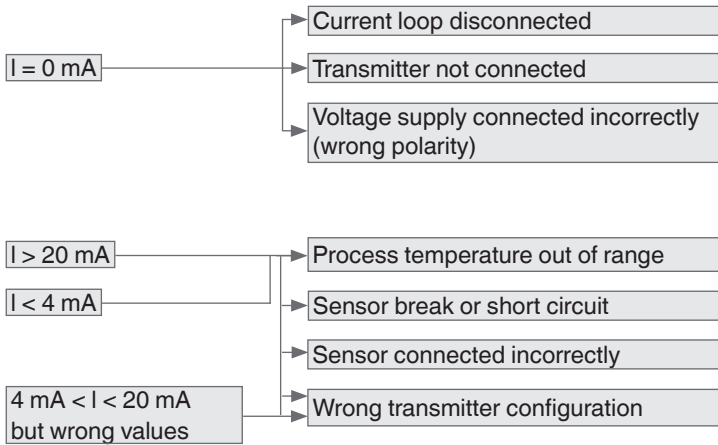 I = 0 mA
Current loop disconnected
Transmitter not connected
Voltage supply connected incorrectly
(wrong polarity)
I > 20 mA
I < 4 mA
Process temperature out of range
Sensor break or short circuit
Sensor connected incorrectly
4 mA < I < 20 mA
but wrong values
Wrong transmitter configuration